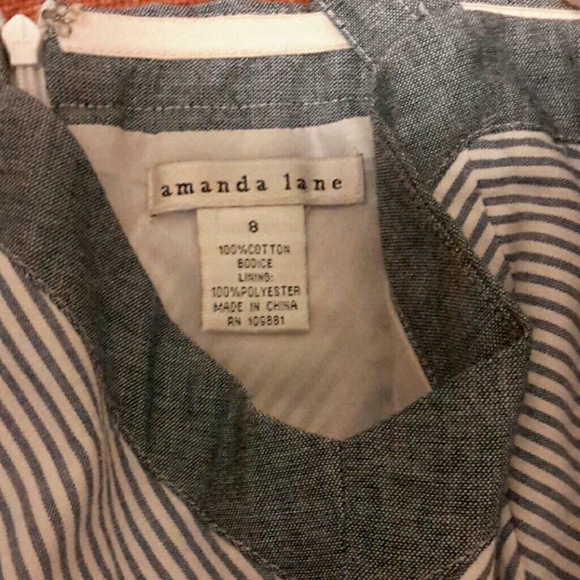 amanda lane
8
100%COTTON
BODICE
LINING:
100%POLYESTER
MADE IN CHINA
RN 109881